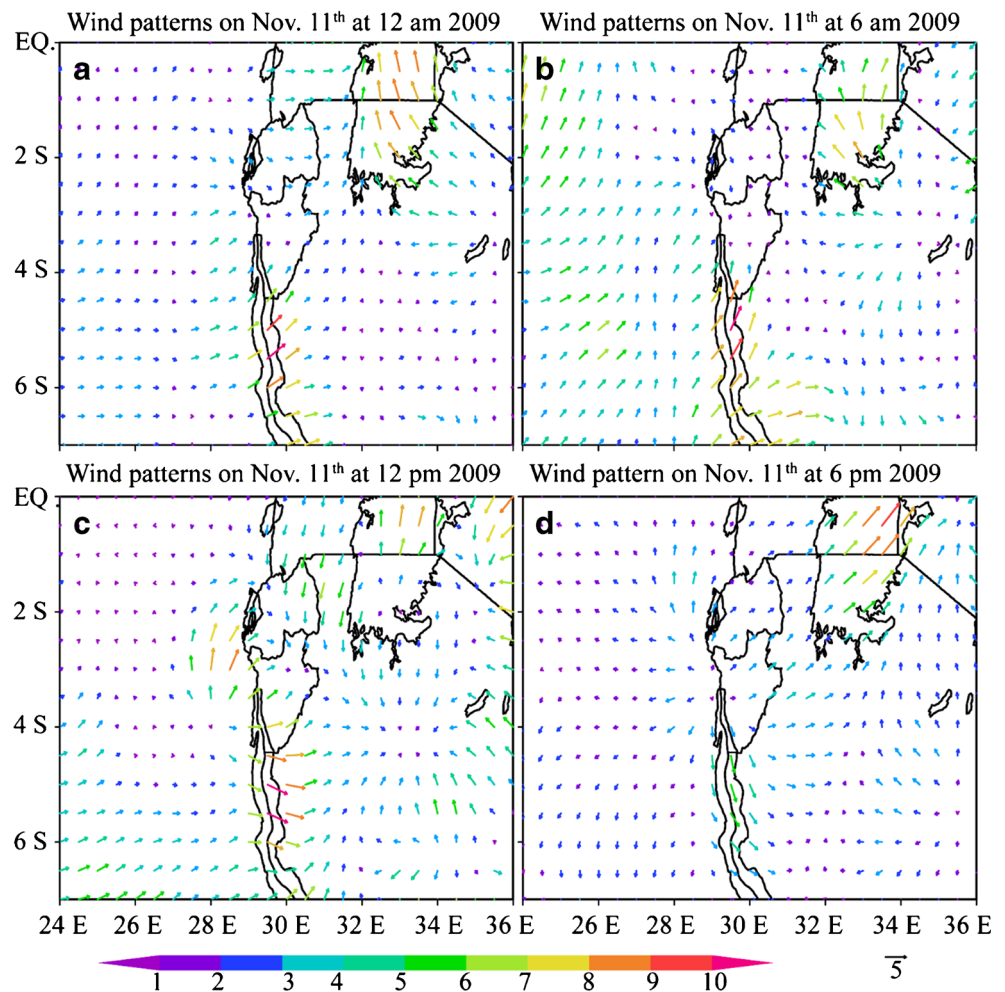 Wind patterns on Nov. 11th at 12 am 2009
Wind patterns on Nov. 11th at 6 am 2009
EQ.
a
b
2 S
4 S
6 S
Wind patterns on Nov. 11th at 12 pm 2009
Wind pattern on Nov. 11th at 6 pm 2009
EQ
c
d
2 S
4 S
6 S
24 E 26 E 28 E 30 E 32 E 34 E 36 E 26 E 28 E 30 E 32 E 34 E 36 E
1 2 3 4 5 6 7 8 9 10
5